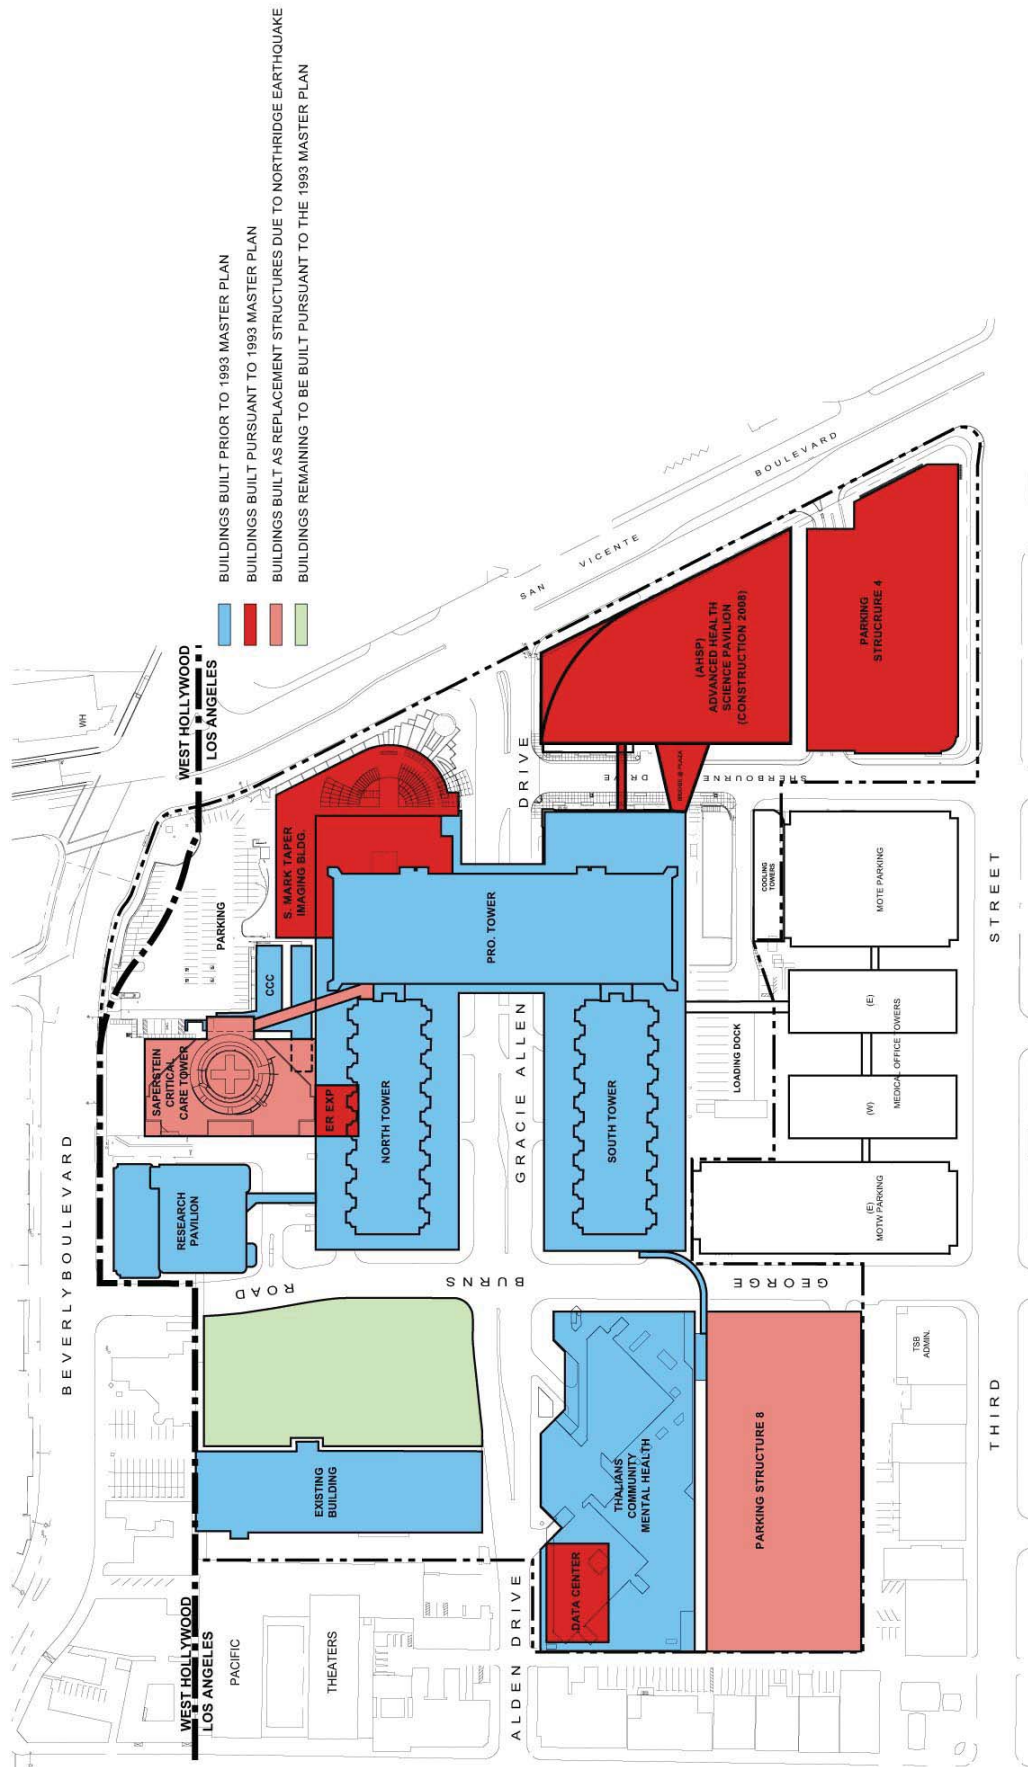 BUILDINGS BUILT PRIOR TO 1993 MASTER PLAN
BUILDINGS BUILT PURSUANT TO 1993 MASTER PLAN
BUILDINGS BUILT AS REPLACEMENT STRUCTURES DUE TO NORTHRIDGE EARTHQUAKE
BUILDINGS REMAINING TO BE BUILT PURSUANT TO THE 1993 MASTER PLAN
BEVERLYBOULEVARD
WEST HOLLYWOOD
LOS ANGELES
WEST HOLLYWOOD
LOS ANGELES
WH
PACIFIC
THEATERS
EXISTING
BUILDING
ROAD
BURNS
GEORGE
RESEARCH
PAVILION
SAPERSTEIN
CRITICAL
CARE TOWER
ER EXP
CCC
PARKING
S. MARK TAPER
IMAGING BLDG.
NORTH TOWER
PRO. TOWER
SOUTH TOWER
ALDEN DRIVE
GRACIE ALLEN
DRIVE
SAN VICENTE
BOULEVARD
SHERBOURNE
DRIVE
PLAZA
(AHSP)
ADVANCED HEALTH
SCIENCE PAVILION
(CONSTRUCTION 2008)
PARKING
STRUCRURE 4
DATA CENTER
THALIANS
COMMUNITY
MENTAL HEALTH
PARKING STRUCTURE 8
LOADING DOCK
COOLING
TOWERS
MOTE PARKING
(E)
(W)
MEDICAL OFFICE TOWERS
(E)
MOTW PARKING
TSB
ADMIN.
THIRD
STREET